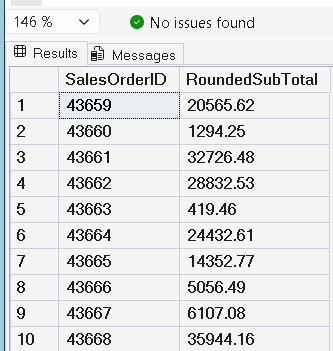 146 % No issues found
Results Messages
SalesOrderID RoundedSubTotal
1 43659 20565.62
2 43660 1294.25
3 43661 32726.48
4 43662 28832.53
5 43663 419.46
6 43664 24432.61
7 43665 14352.77
8 43666 5056.49
9 43667 6107.08
10 43668 35944.16